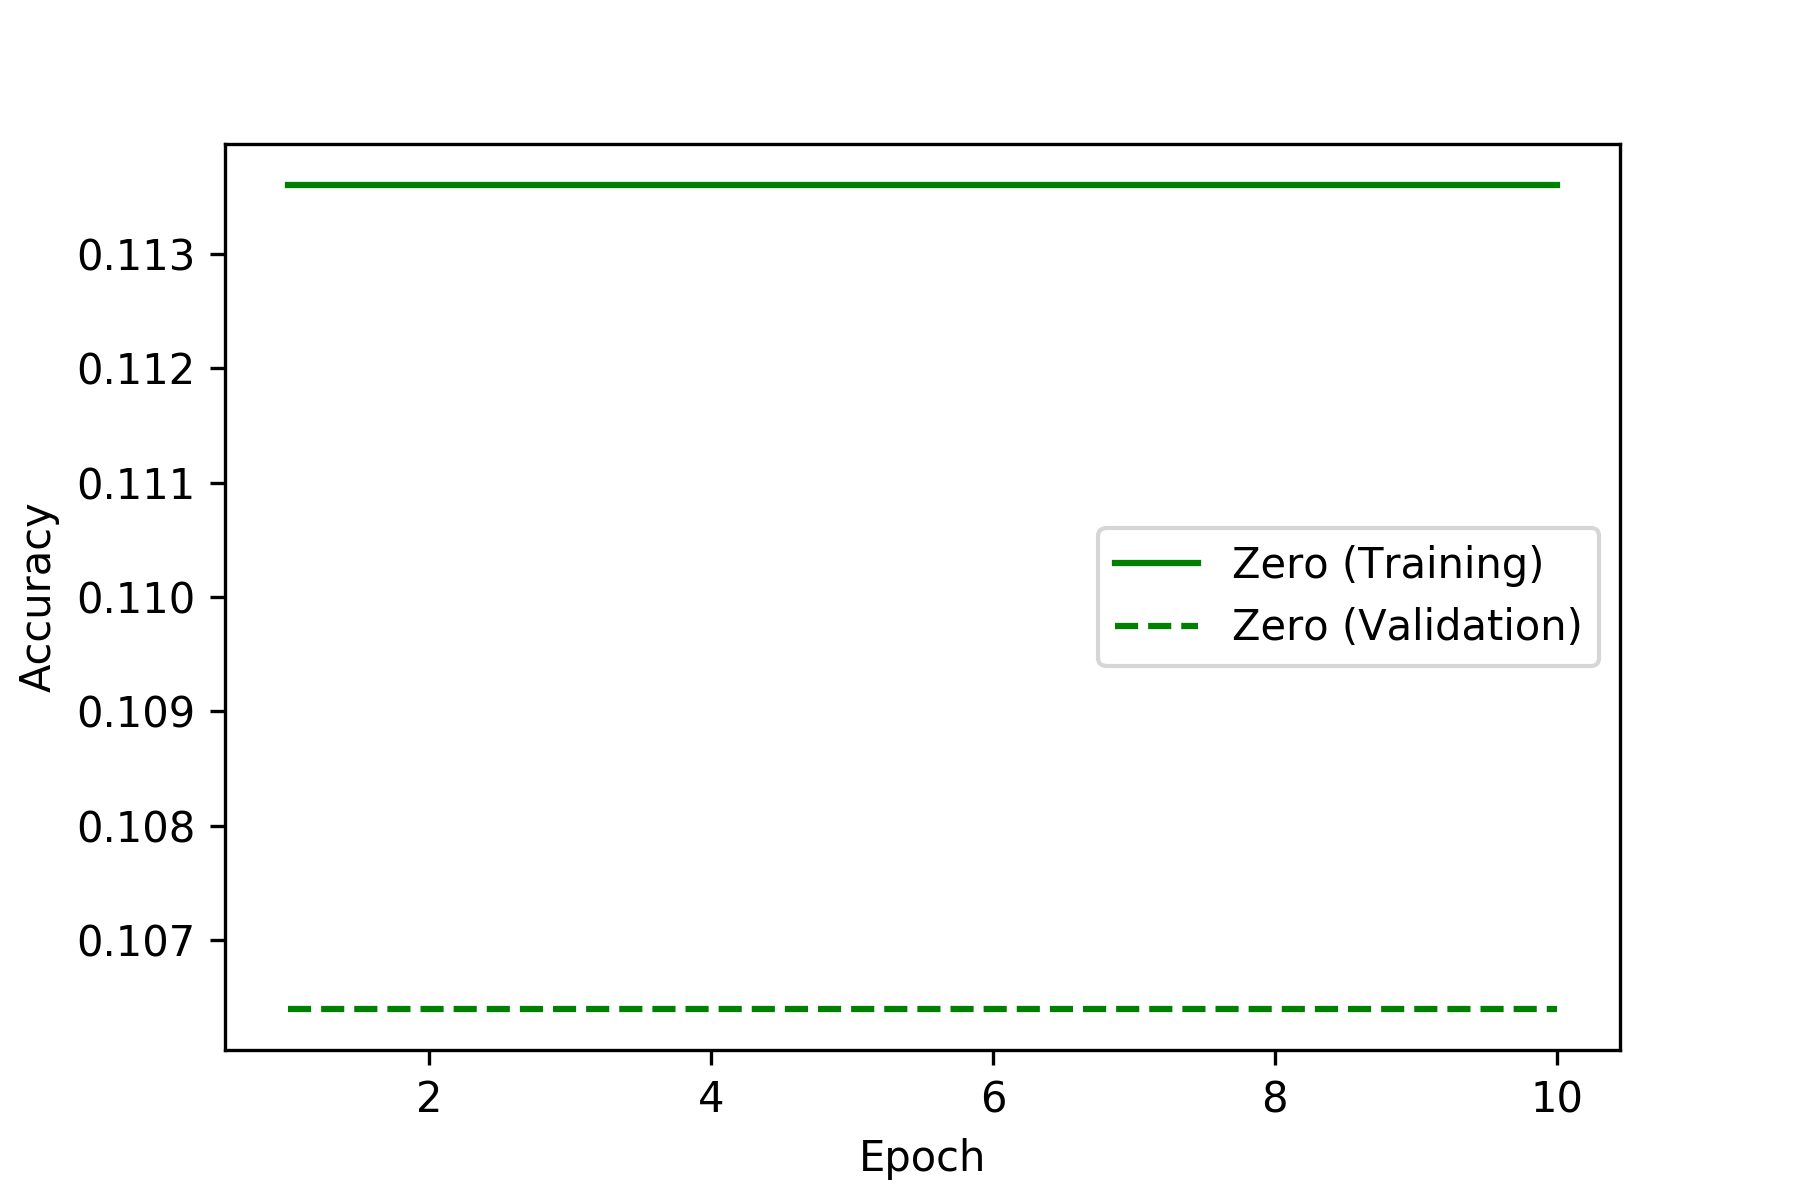 0.113
0.112
0.111
0.110
0.109
0.108
0.107
Accuracy
Zero (Training)
Zero (Validation)
2 4 6 8 10
Epoch